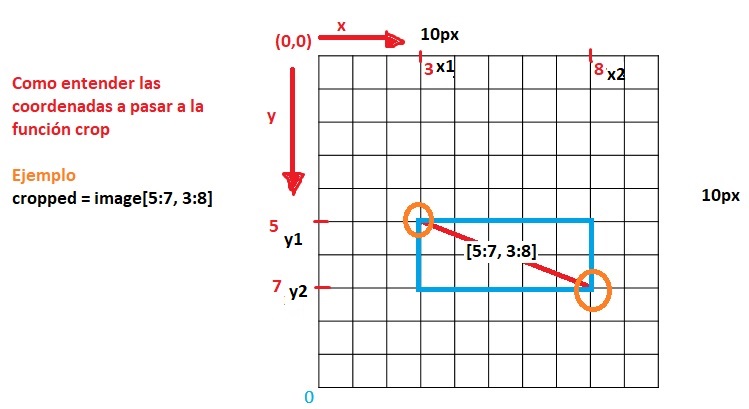 x
10px
(0,0)
3 x1
8 x2
Como entender las
coordenadas a pasar a la
función crop
y
Ejemplo
cropped = image[5:7, 3:8]
10px
5 y1
[5:7, 3:8]
7 y2
0